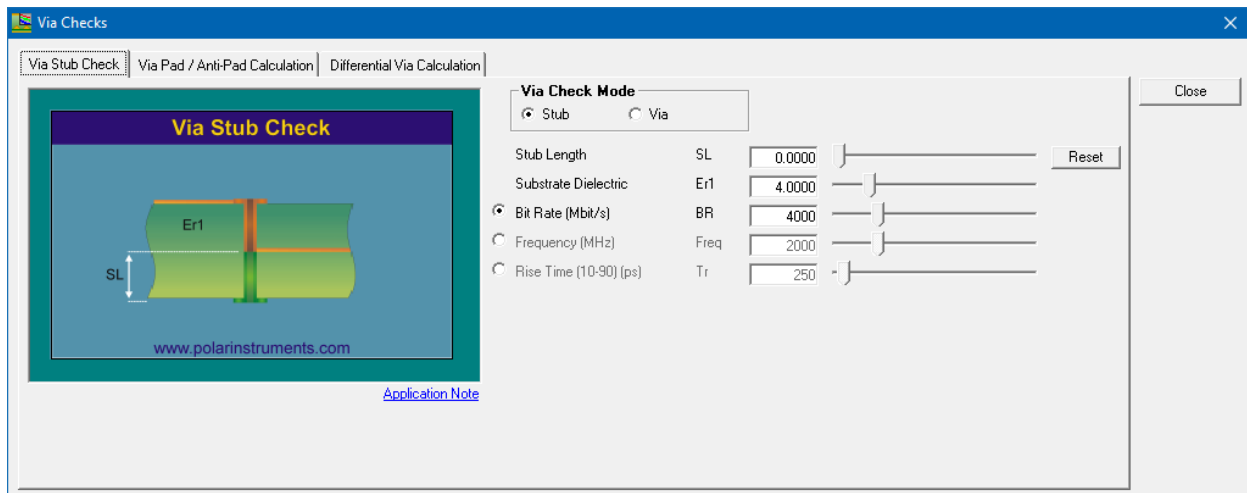 Via Checks
Via Stub Check
Via Pad / Anti-Pad Calculation
Differential Via Calculation
Close
Via Stub Check
Er1
SL
www.polarinstruments.com
Application Note
Via Check Mode
Stub Via
Stub Length SL 0.0000 Reset
Substrate Dielectric Er1 4.0000
Bit Rate (Mbit/s) BR 4000
Frequency (MHz) Freq 2000
Rise Time (10-90) (ps) Tr 250